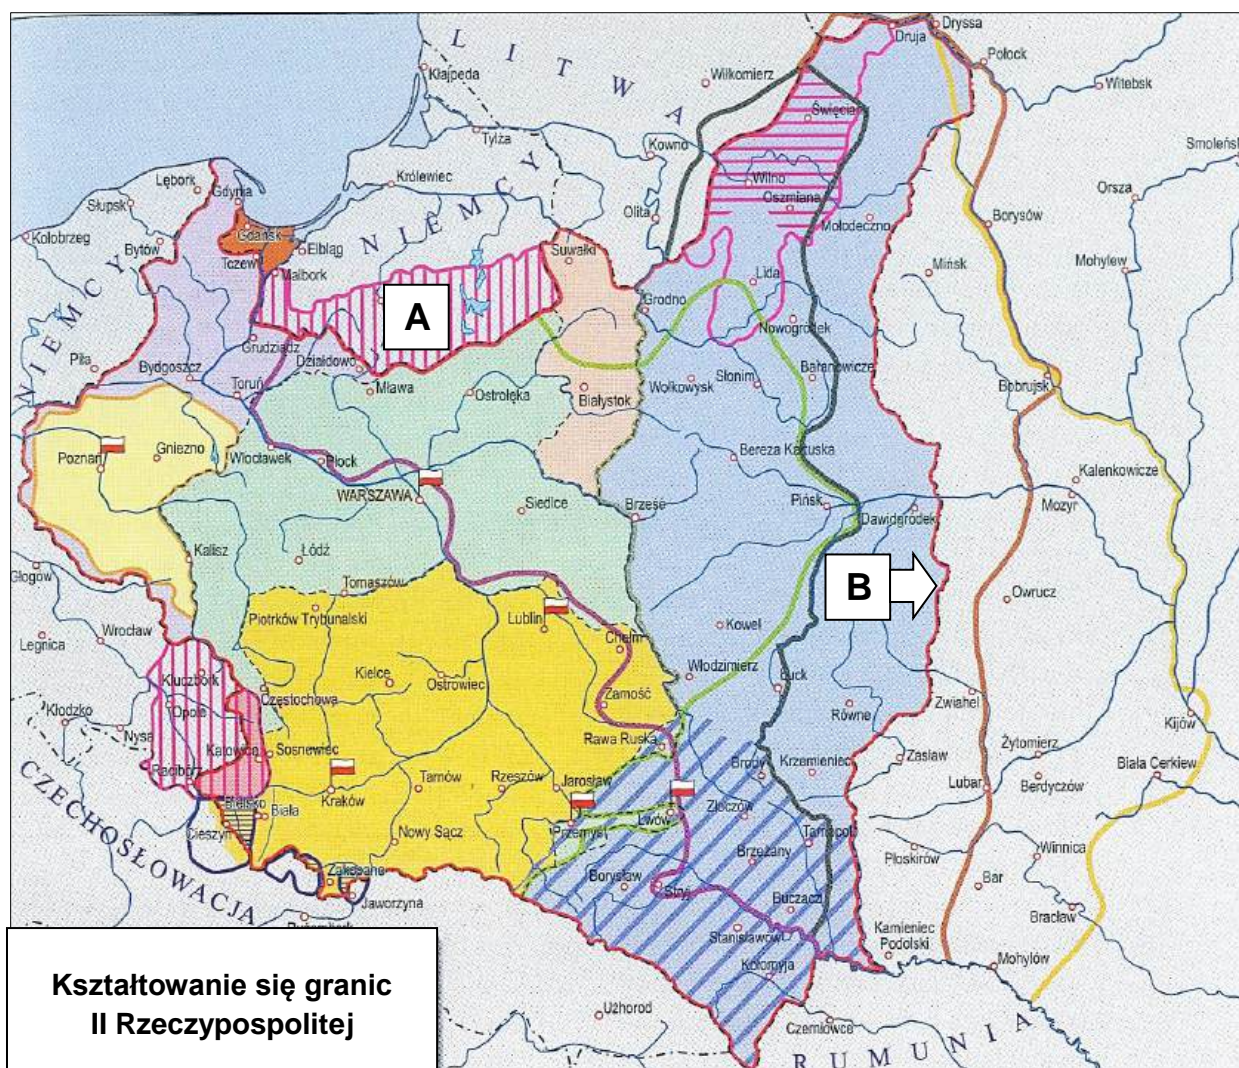 LITWA
NIEMCY
NIEMCY
CZECHOSŁOWACJA
RUMUNIA
Dryssa
Druja
Połock
Witebsk
Kłajpeda
Wiłkomierz
Tylża
Kowno
Smoleńsk
Lębork
Gdynia
Królewiec
Wilno
Orsza
Słupsk
Oszmiana
Olita
Mołodeczno
Borysów
Kołobrzeg
Bytów
Gdańsk
Elbląg
Tczew
Malbork
Suwałki
Mińsk
Mohylew
Lida
Grodno
Nowogródek
A
Grudziądz
Działdowo
Piła
Bydgoszcz
Toruń
Mława
Ostrołęka
Białystok
Wołkowysk
Słonim
Baranowicze
Bobrujsk
Poznań
Gniezno
Włocławek
Płock
WARSZAWA
Siedlce
Brześć
Bereza Kartuska
Pińsk
Dawidgródek
Kalenkowicze
Mozyr
Kalisz
Łódź
Tomaszów
Głogów
Piotrków Trybunalski
Lublin
Chełm
Kowel
B
Owrucz
Legnica
Wrocław
Kluczbork
Opole
Częstochowa
Kielce
Ostrowiec
Zamość
Włodzimierz
Łuck
Równe
Zwiahel
Kijów
Kłodzko
Nysa
Katowice
Sosnowiec
Racibórz
Rawa Ruska
Brody
Krzemieniec
Zasław
Żytomierz
Biała Cerkiew
Berdyczów
Lubar
Bielsko
Biała
Cieszyn
Kraków
Tarnów
Rzeszów
Jarosław
Przemyśl
Lwów
Złoczów
Tarnopol
Nowy Sącz
Brzeżany
Płoskirów
Winnica
Zakopane
Jaworzyna
Borysław
Stryj
Buczacz
Bar
Bracław
Stanisławów
Kamieniec
Podolski
Mohylów
Kołomyja
Użhorod
Czerniowce
Kształtowanie się granic
II Rzeczypospolitej